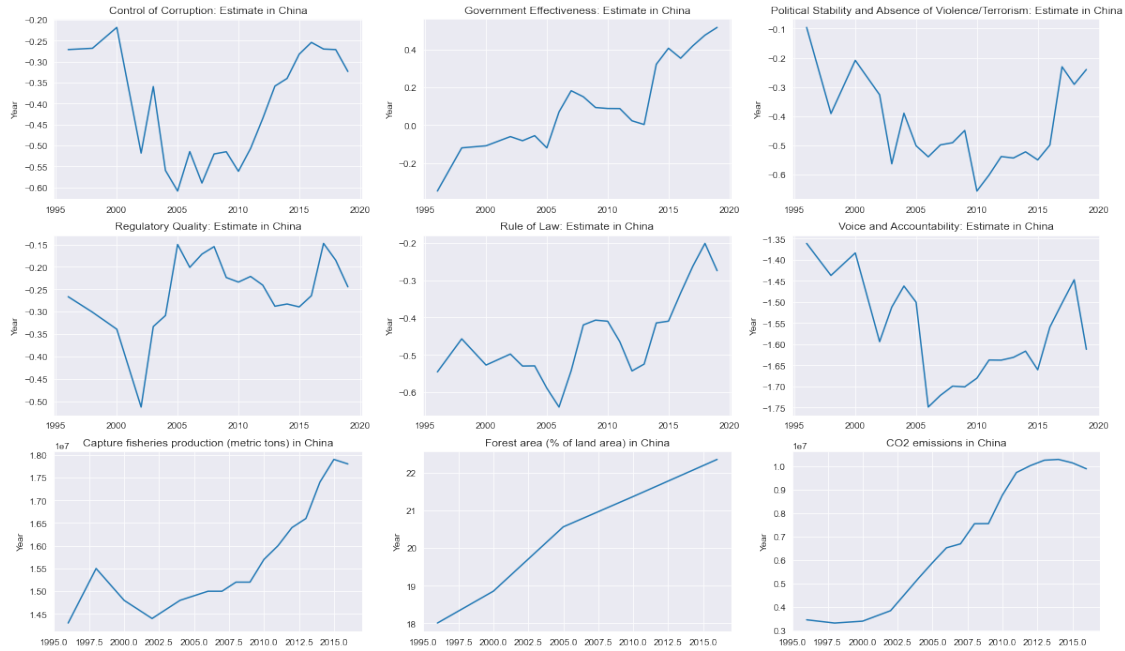 Control of Corruption: Estimate in China
Government Effectiveness: Estimate in China
Political Stability and Absence of Violence/Terrorism: Estimate in China
−0.20
−0.25
−0.30
−0.35
−0.40
−0.45
−0.50
−0.55
−0.60
Year
1995 2000 2005 2010 2015 2020
0.4
0.2
0.0
−0.2
Year
1995 2000 2005 2010 2015 2020
−0.1
−0.2
−0.3
−0.4
−0.5
−0.6
Year
1995 2000 2005 2010 2015 2020
Regulatory Quality: Estimate in China
Rule of Law: Estimate in China
Voice and Accountability: Estimate in China
−0.15
−0.20
−0.25
−0.30
−0.35
−0.40
−0.45
−0.50
Year
1995 2000 2005 2010 2015 2020
−0.2
−0.3
−0.4
−0.5
−0.6
Year
1995 2000 2005 2010 2015 2020
−1.35
−1.40
−1.45
−1.50
−1.55
−1.60
−1.65
−1.70
−1.75
Year
1995 2000 2005 2010 2015 2020
Capture fisheries production (metric tons) in China
Forest area (% of land area) in China
CO2 emissions in China
1e7
1.80
1.75
1.70
1.65
1.60
1.55
1.50
1.45
Year
1995.0 1997.5 2000.0 2002.5 2005.0 2007.5 2010.0 2012.5 2015.0
22
21
20
19
18
Year
1995.0 1997.5 2000.0 2002.5 2005.0 2007.5 2010.0 2012.5 2015.0
1e7
1.0
0.9
0.8
0.7
0.6
0.5
0.4
0.3
Year
1995.0 1997.5 2000.0 2002.5 2005.0 2007.5 2010.0 2012.5 2015.0